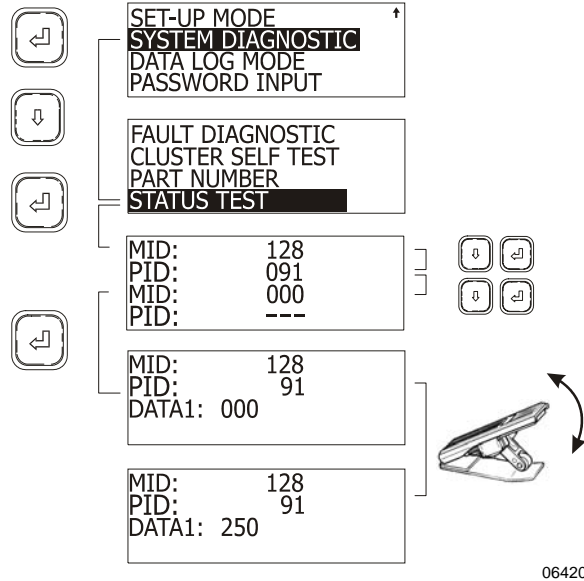 SET-UP MODE
SYSTEM DIAGNOSTIC
DATA LOG MODE
PASSWORD INPUT
FAULT DIAGNOSTIC
CLUSTER SELF TEST
PART NUMBER
STATUS TEST
MID: 128
PID: 091
MID: 000
PID: ---
MID: 128
PID: 91
DATA1: 000
MID: 128
PID: 91
DATA1: 250
06420